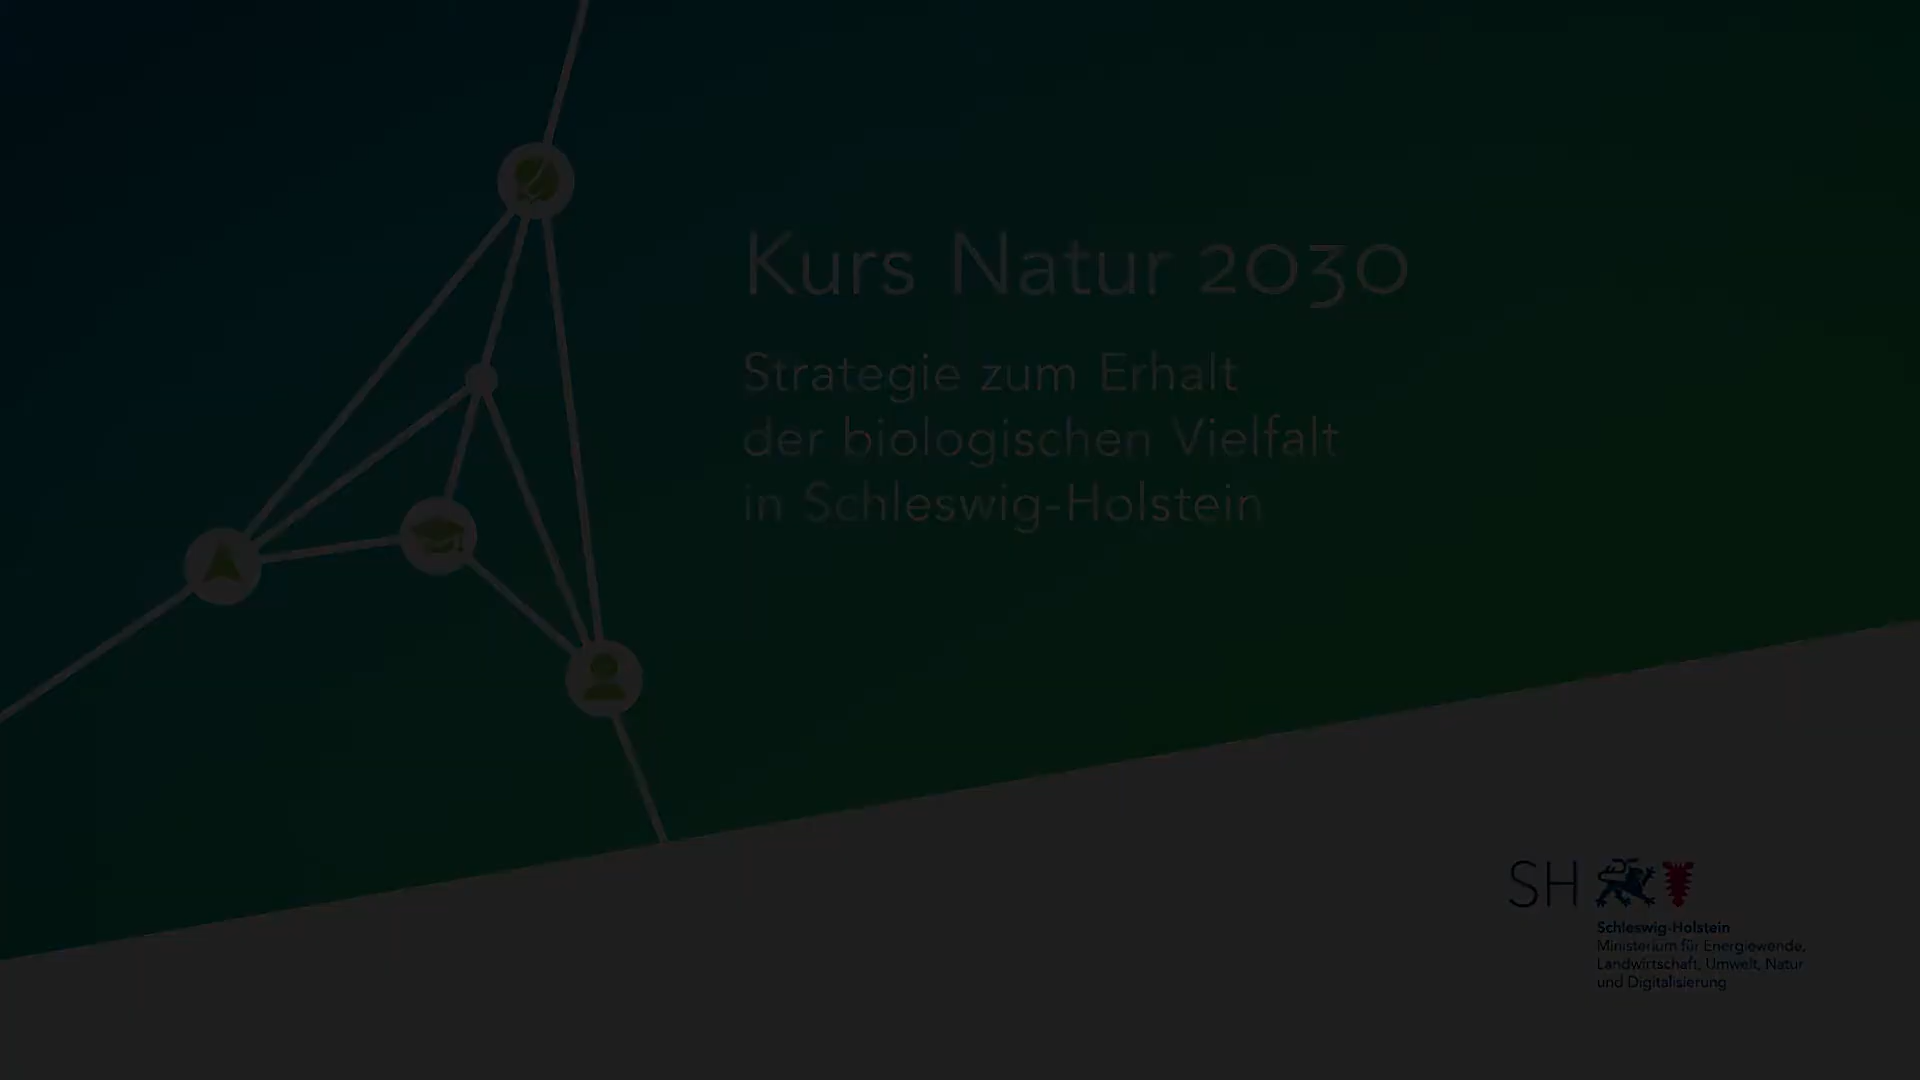 Kurs Natur 2030
Strategie zum Erhalt
der biologischen Vielfalt
in Schleswig-Holstein
SH
Schleswig-Holstein
Ministerium für Energiewende,
Landwirtschaft, Umwelt, Natur
und Digitalisierung